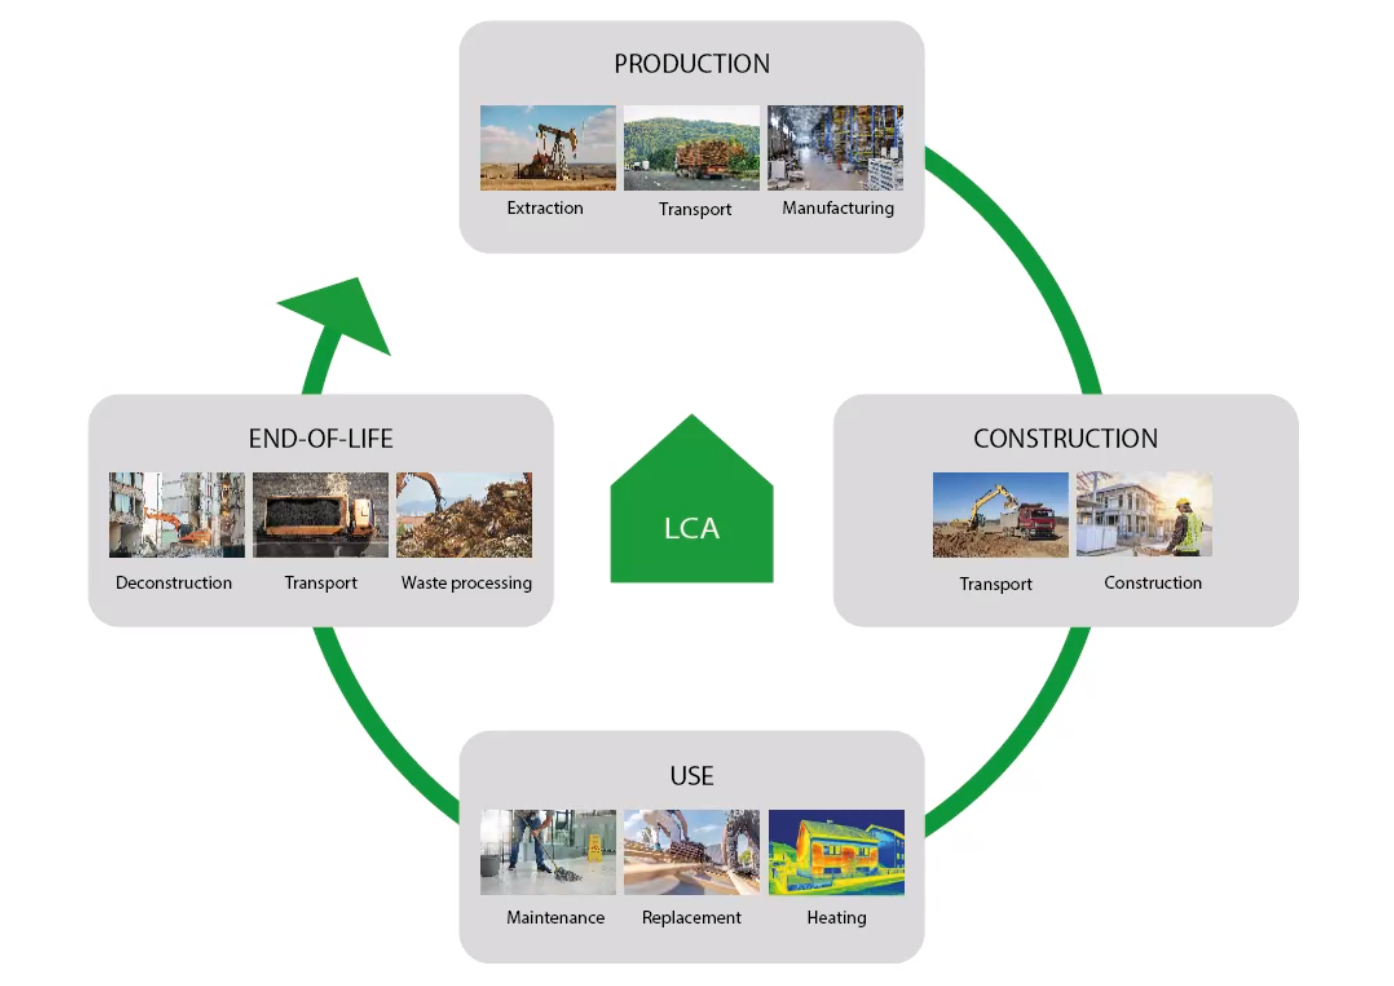 PRODUCTION
Extraction
Transport
Manufacturing
END-OF-LIFE
Deconstruction
Transport
Waste processing
LCA
CONSTRUCTION
Transport
Construction
USE
Maintenance
Replacement
Heating